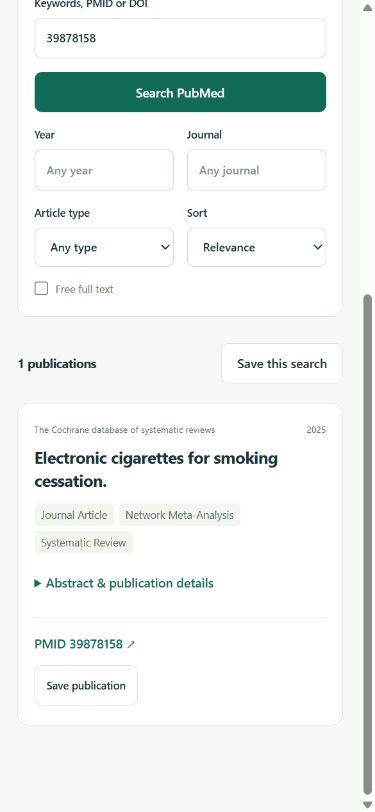 Keywords, PMID or DOI
39878158
Search PubMed
Year
Journal
Any year
Any journal
Article type
Sort
Any type
Relevance
Free full text
1 publications
Save this search
The Cochrane database of systematic reviews
2025
Electronic cigarettes for smoking
cessation.
Journal Article
Network Meta-Analysis
Systematic Review
▶ Abstract & publication details
PMID 39878158 ↗
Save publication